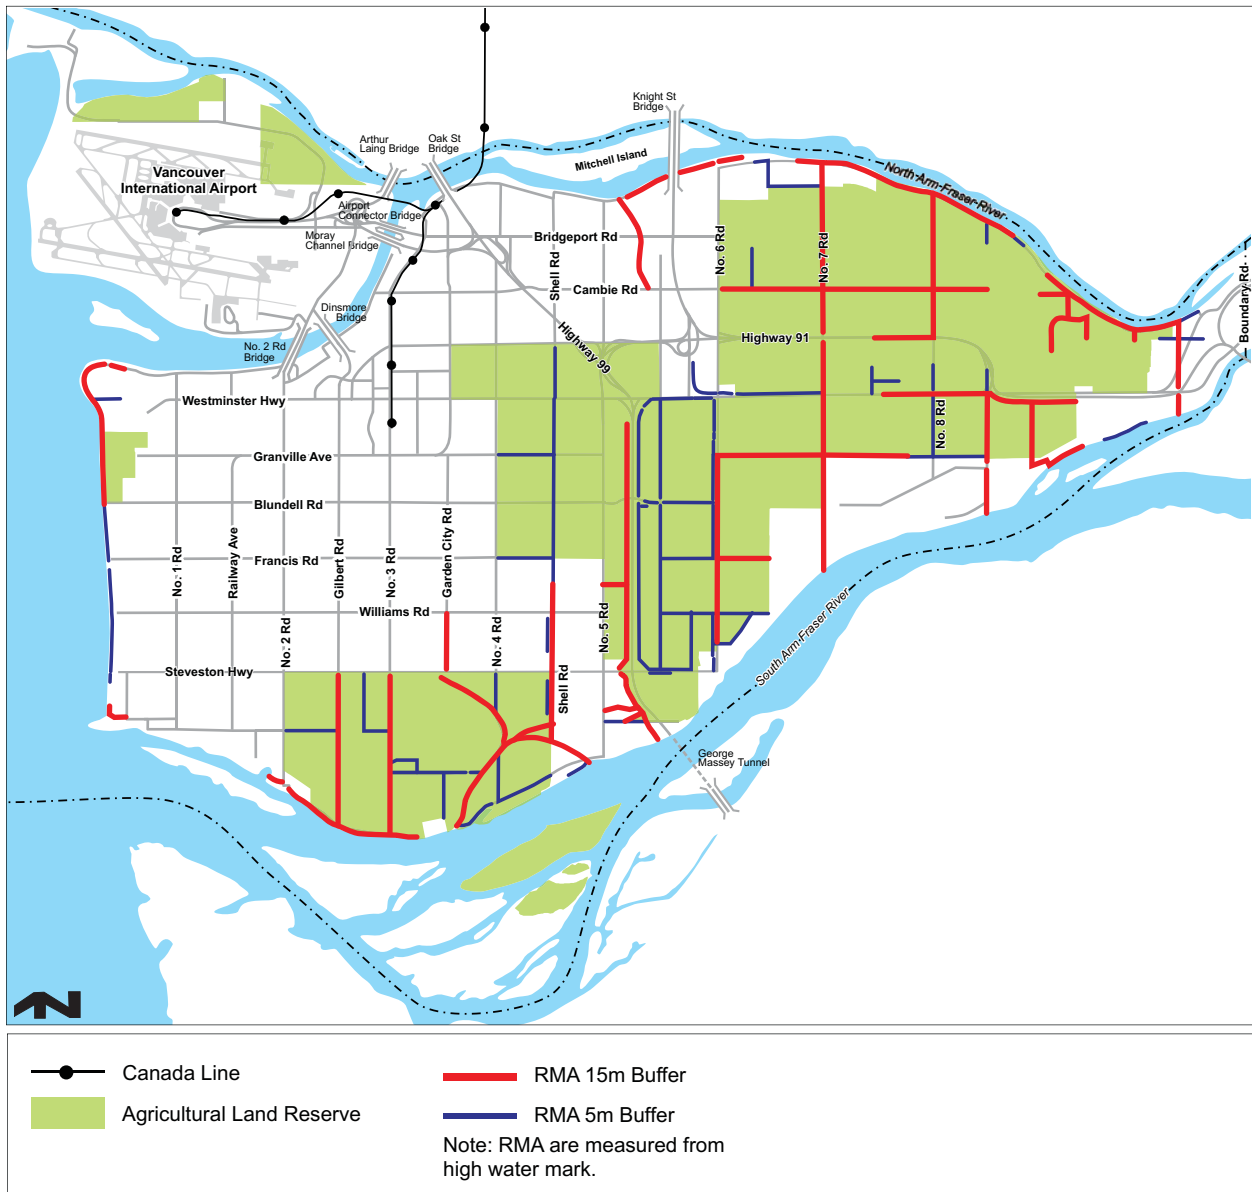 Knight St
Bridge
Arthur
Laing Bridge
Oak St
Bridge
Mitchell Island
Vancouver
International Airport
North Arm Fraser River
Airport
Connector Bridge
Moray
Channel Bridge
Bridgeport Rd
No. 6 Rd
No. 7 Rd
Shell Rd
Cambie Rd
Boundary Rd
Dinsmore
Bridge
No. 2 Rd
Bridge
Highway 99
Highway 91
Westminster Hwy
No. 8 Rd
Granville Ave
Blundell Rd
Francis Rd
No. 1 Rd
Railway Ave
Gilbert Rd
No. 3 Rd
Garden City Rd
Williams Rd
No. 2 Rd
No. 4 Rd
No. 5 Rd
South Arm Fraser River
Steveston Hwy
Shell Rd
George
Massey Tunnel
N
Canada Line
Agricultural Land Reserve
RMA 15m Buffer
RMA 5m Buffer
Note: RMA are measured from
high water mark.